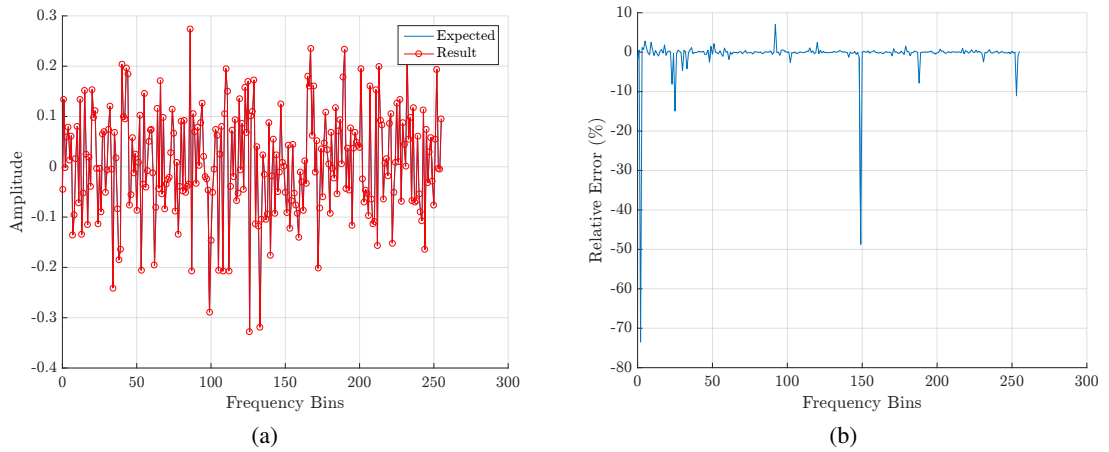 0.3
0.2
0.1
0
-0.1
-0.2
-0.3
-0.4
Amplitude
0 50 100 150 200 250 300
Frequency Bins
Expected
Result
(a)
10
0
-10
-20
-30
-40
-50
-60
-70
-80
Relative Error (%)
0 50 100 150 200 250 300
Frequency Bins
(b)